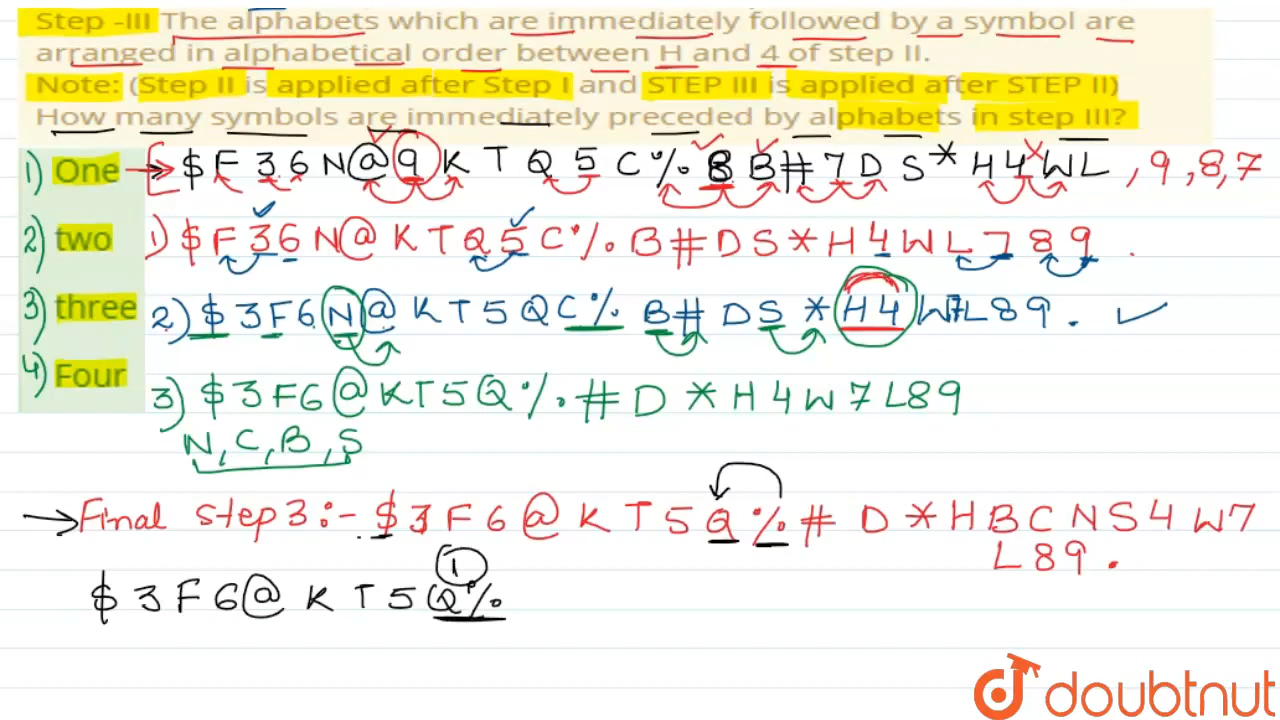 Step -III The alphabets which are immediately followed by a symbol are
arranged in alphabetical order between H and 4 of step II.
Note: (Step II is applied after Step I and STEP III is applied after STEP II)
How many symbols are immediately preceded by alphabets in step III?
1) One → $ F 3 6 N @ 9 K T Q 5 C % 8 B # 7 D S * H 4 W L , 9 , 8 , 7
2) two 1) $ F 3 6 N @ K T Q 5 C % B # D S * H 4 W L 7 8 9 .
3) three 2) $ 3 F 6 N @ K T 5 Q C % B # D S * H 4 W 7 L 8 9 .
4) Four
3) $ 3 F 6 @ K T 5 Q % # D * H 4 W 7 L 8 9
N, C, B, S
→ Final step 3 :- $ 3 F 6 @ K T 5 Q % # D * H B C N S 4 W 7
L 8 9 .
1
$ 3 F 6 @ K T 5 Q %
doubtnut